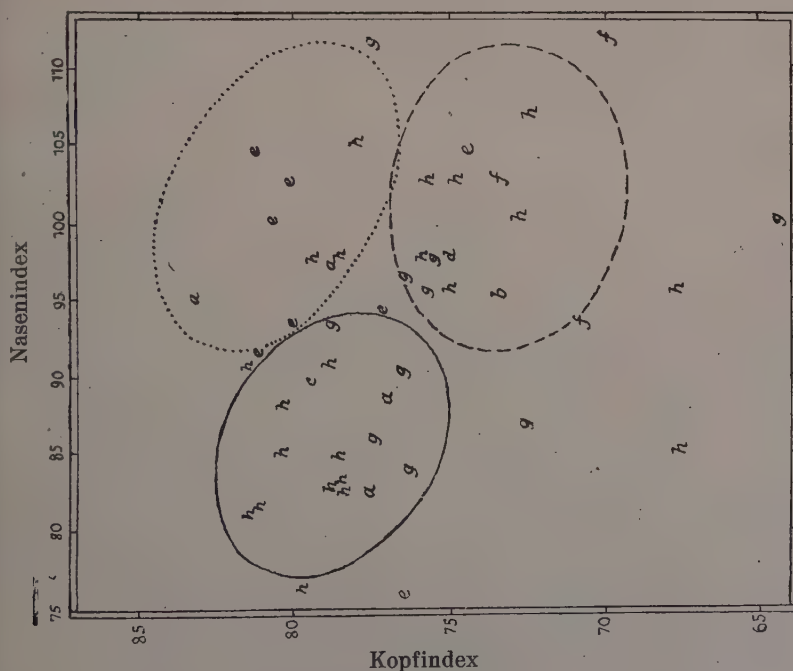 Nasenindex
110
105
100
95
90
85
80
75
g f
h
h
e e
e h h f
e h g
h a h h g d
g
a g h b h
e
e g f
e
h h
g
c
a
h
g
g
h h h
g
h h h a
h h
h
e
85 80 75 70 65
Kopfindex